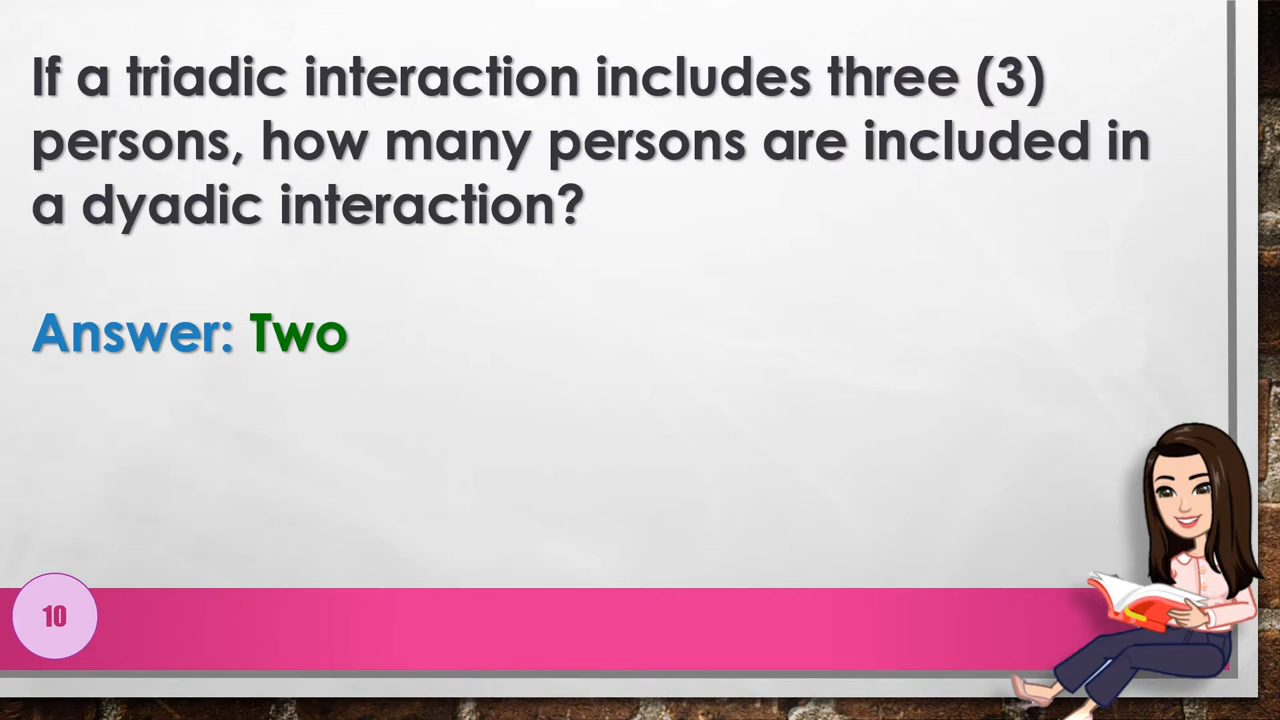 If a triadic interaction includes three (3)
persons, how many persons are included in
a dyadic interaction?
Answer: Two
10